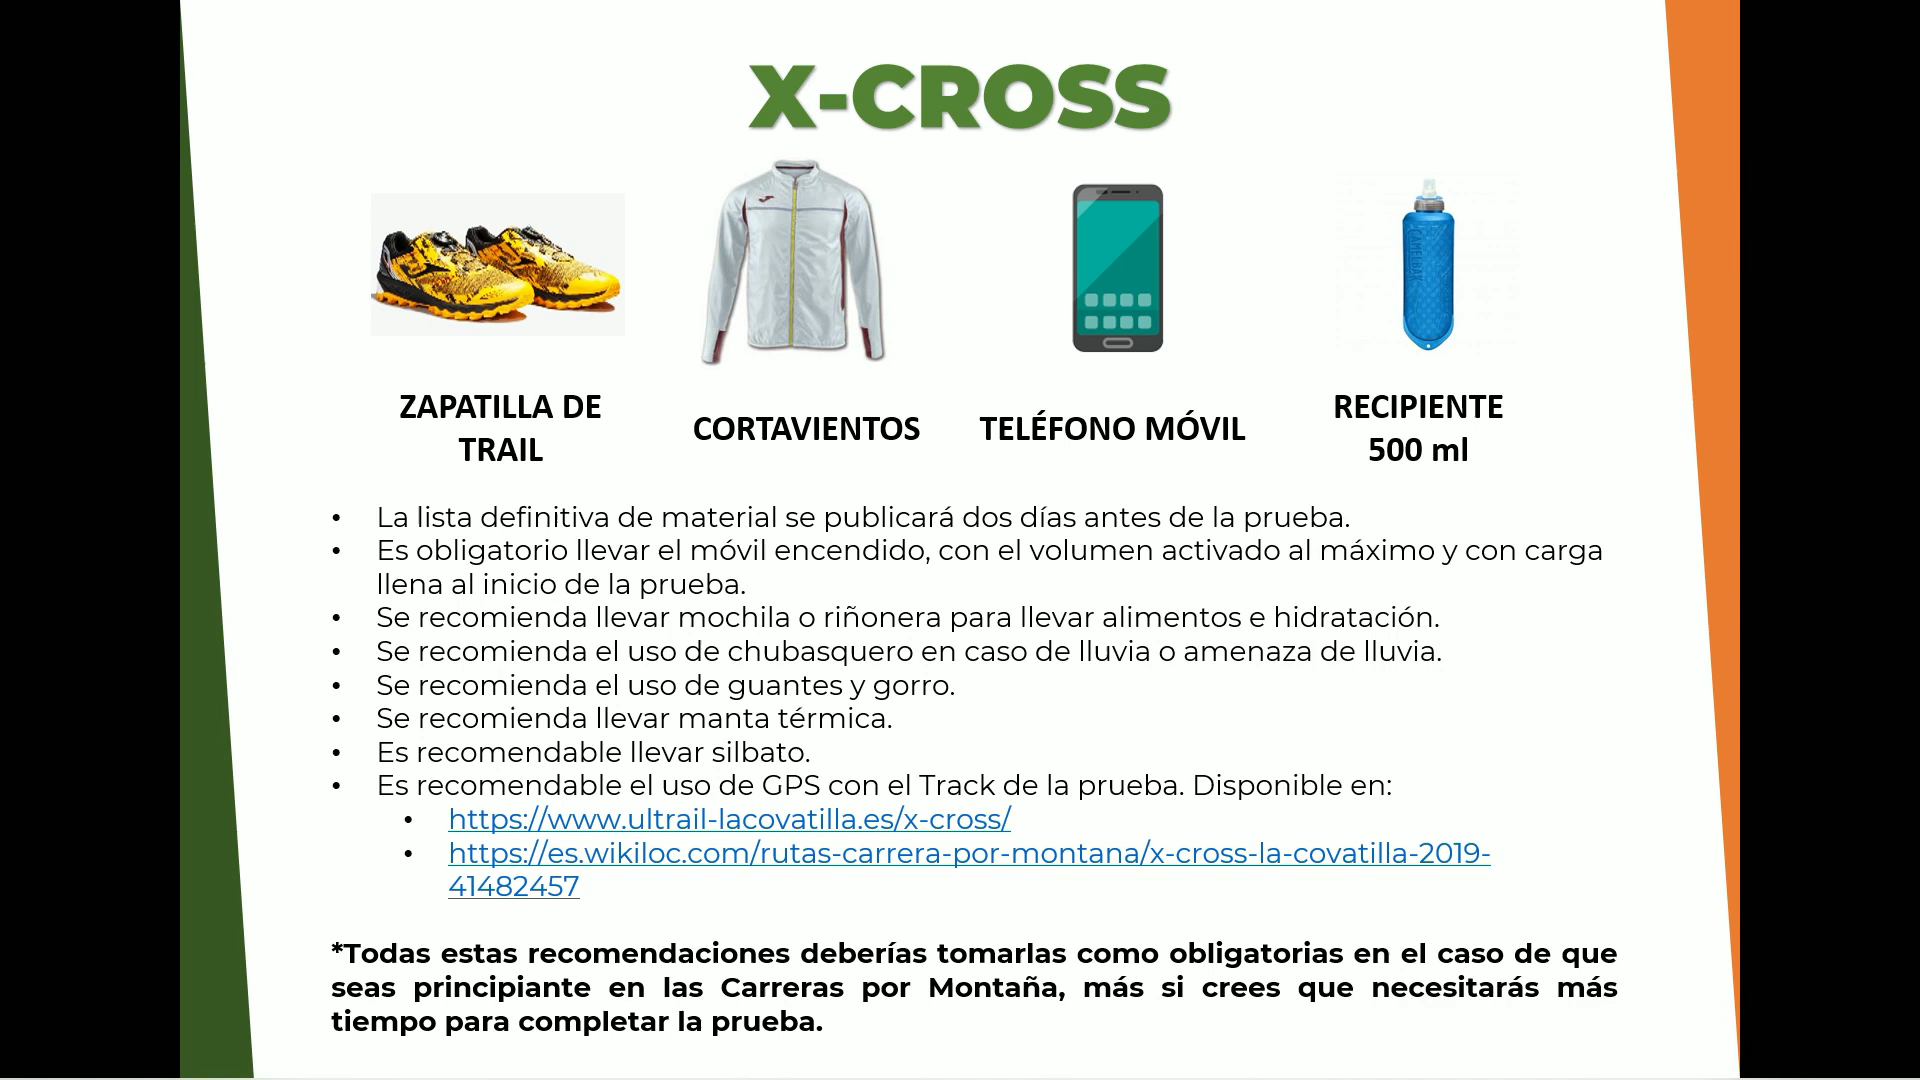 X-CROSS
CAMELBAK
ZAPATILLA DE
TRAIL
CORTAVIENTOS
TELÉFONO MÓVIL
RECIPIENTE
500 ml
• La lista definitiva de material se publicará dos días antes de la prueba.
• Es obligatorio llevar el móvil encendido, con el volumen activado al máximo y con carga
llena al inicio de la prueba.
• Se recomienda llevar mochila o riñonera para llevar alimentos e hidratación.
• Se recomienda el uso de chubasquero en caso de lluvia o amenaza de lluvia.
• Se recomienda el uso de guantes y gorro.
• Se recomienda llevar manta térmica.
• Es recomendable llevar silbato.
• Es recomendable el uso de GPS con el Track de la prueba. Disponible en:
• https://www.ultrail-lacovatilla.es/x-cross/
• https://es.wikiloc.com/rutas-carrera-por-montana/x-cross-la-covatilla-2019-
41482457
*Todas estas recomendaciones deberías tomarlas como obligatorias en el caso de que
seas principiante en las Carreras por Montaña, más si crees que necesitarás más
tiempo para completar la prueba.